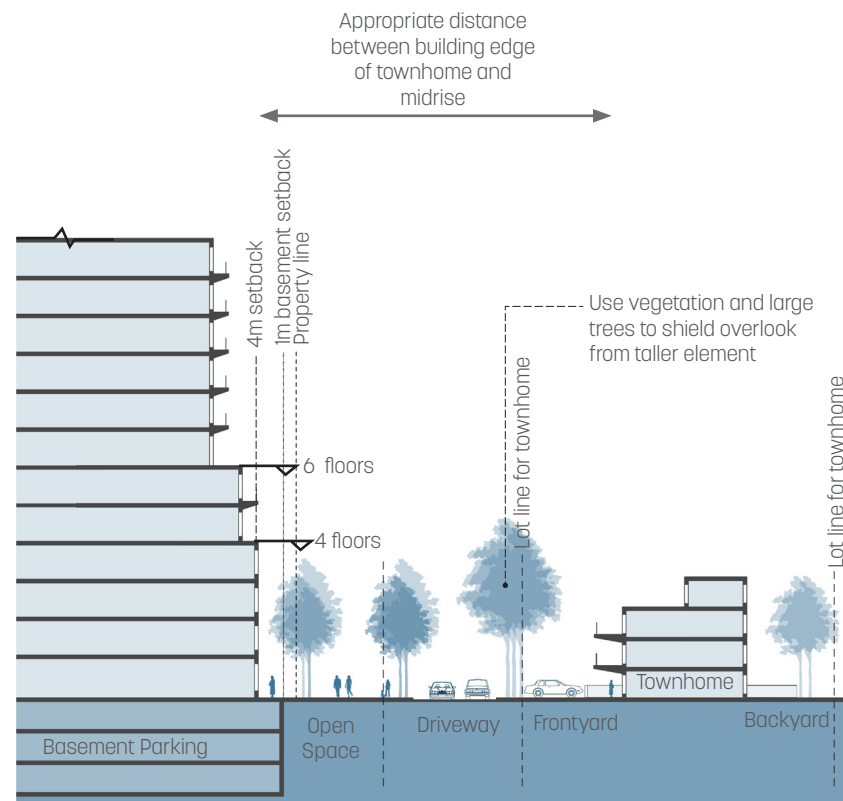 Appropriate distance
between building edge
of townhome and
midrise
4m setback
1m basement setback
Property line
Use vegetation and large
trees to shield overlook
from taller element
Lot line for townhome
Lot line for townhome
6 floors
4 floors
Townhome
Basement Parking
Open
Space
Driveway
Frontyard
Backyard